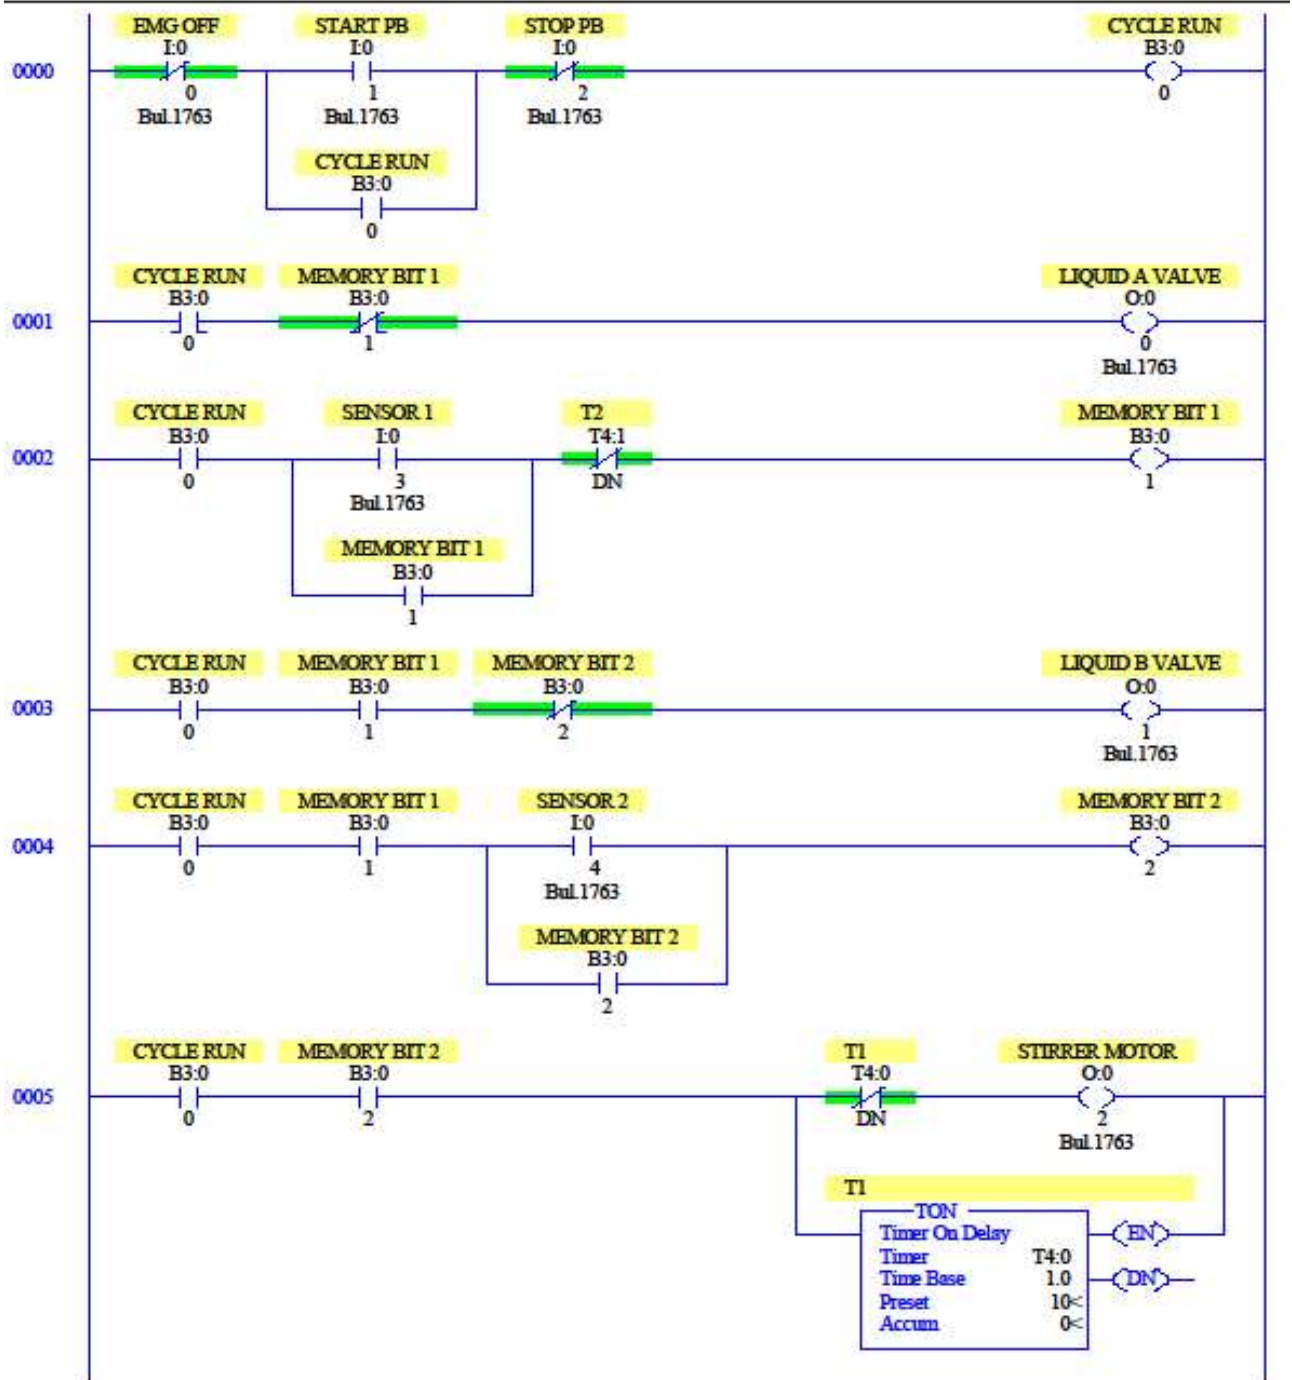 EMG OFF START PB STOP PB CYCLE RUN
I:0 I:0 I:0 B3:0
0000
0 1 2 0
Bul.1763 Bul.1763 Bul.1763
CYCLE RUN
B3:0
0
CYCLE RUN MEMORY BIT 1 LIQUID A VALVE
B3:0 B3:0 O:0
0001
0 1 0
Bul.1763
CYCLE RUN SENSOR 1 T2 MEMORY BIT 1
B3:0 I:0 T4:1 B3:0
0002
0 3 DN 1
Bul.1763
MEMORY BIT 1
B3:0
1
CYCLE RUN MEMORY BIT 1 MEMORY BIT 2 LIQUID B VALVE
B3:0 B3:0 B3:0 O:0
0003
0 1 2 1
Bul.1763
CYCLE RUN MEMORY BIT 1 SENSOR 2 MEMORY BIT 2
B3:0 B3:0 I:0 B3:0
0004
0 1 4 2
Bul.1763
MEMORY BIT 2
B3:0
2
CYCLE RUN MEMORY BIT 2 T1 STIRRER MOTOR
B3:0 B3:0 T4:0 O:0
0005
0 2 DN 2
Bul.1763
T1
TON
Timer On Delay EN
Timer T4:0
Time Base 1.0 DN
Preset 10<
Accum 0<